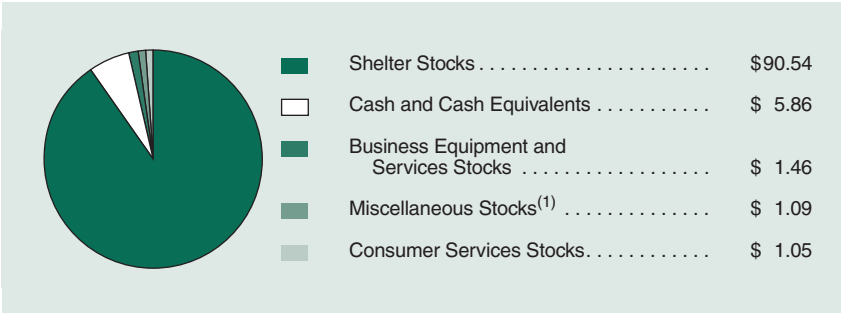 Shelter Stocks . . . . . . . . . . . . . . . . . . . . . . $90.54
Cash and Cash Equivalents . . . . . . . . . . . $ 5.86
Business Equipment and
Services Stocks . . . . . . . . . . . . . . . . . . $ 1.46
Miscellaneous Stocks(1) . . . . . . . . . . . . . . $ 1.09
Consumer Services Stocks. . . . . . . . . . . . $ 1.05